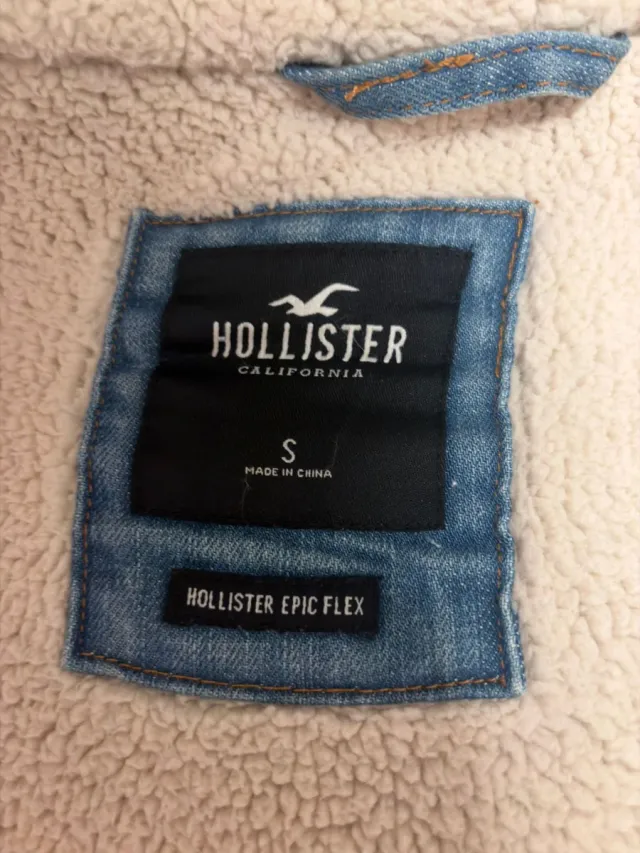 HOLLISTER
CALIFORNIA
S
MADE IN CHINA
HOLLISTER EPIC FLEX